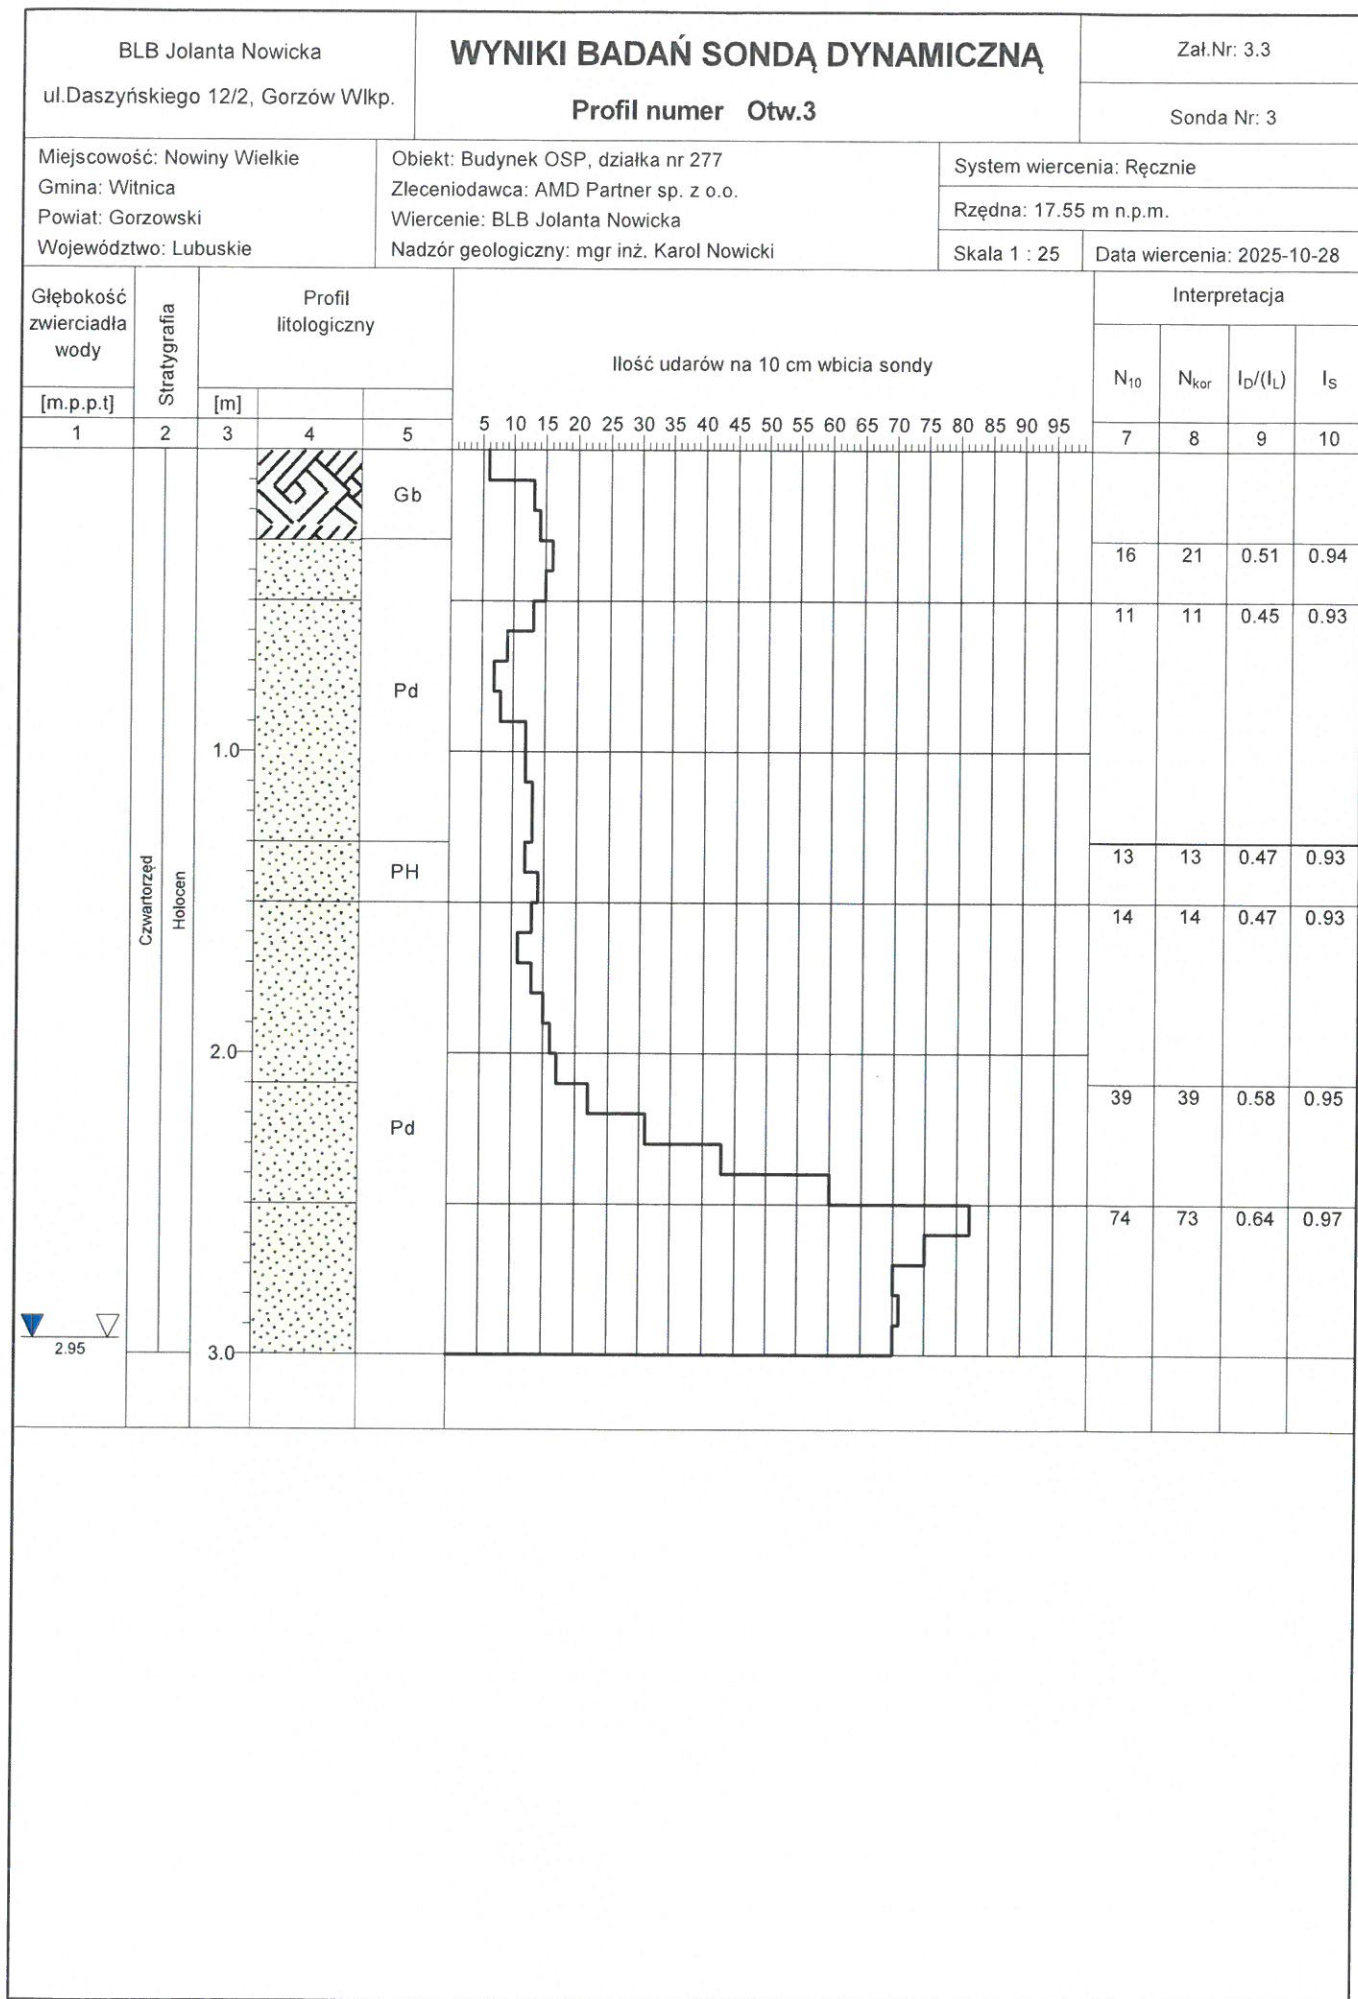 BLB Jolanta Nowicka
ul.Daszyńskiego 12/2, Gorzów Wlkp.
WYNIKI BADAŃ SONDĄ DYNAMICZNĄ
Profil numer Otw.3
Zał.Nr: 3.3
Sonda Nr: 3
Miejscowość: Nowiny Wielkie
Gmina: Witnica
Powiat: Gorzowski
Województwo: Lubuskie
Obiekt: Budynek OSP, działka nr 277
Zleceniodawca: AMD Partner sp. z o.o.
Wiercenie: BLB Jolanta Nowicka
Nadzór geologiczny: mgr inż. Karol Nowicki
System wiercenia: Ręcznie
Rzędna: 17.55 m n.p.m.
Skala 1 : 25
Data wiercenia: 2025-10-28
Głębokość
zwierciadła
wody
[m.p.p.t]
Stratygrafia
Profil
litologiczny
[m]
Ilość udarów na 10 cm wbicia sondy
Interpretacja
N10 Nkor ID/(IL) IS
5 10 15 20 25 30 35 40 45 50 55 60 65 70 75 80 85 90 95
1 2 3 4 5 7 8 9 10
Gb
16 21 0.51 0.94
11 11 0.45 0.93
Pd
1.0
13 13 0.47 0.93
PH
Czwartorzęd
Holocen
14 14 0.47 0.93
2.0
39 39 0.58 0.95
Pd
74 73 0.64 0.97
2.95
3.0